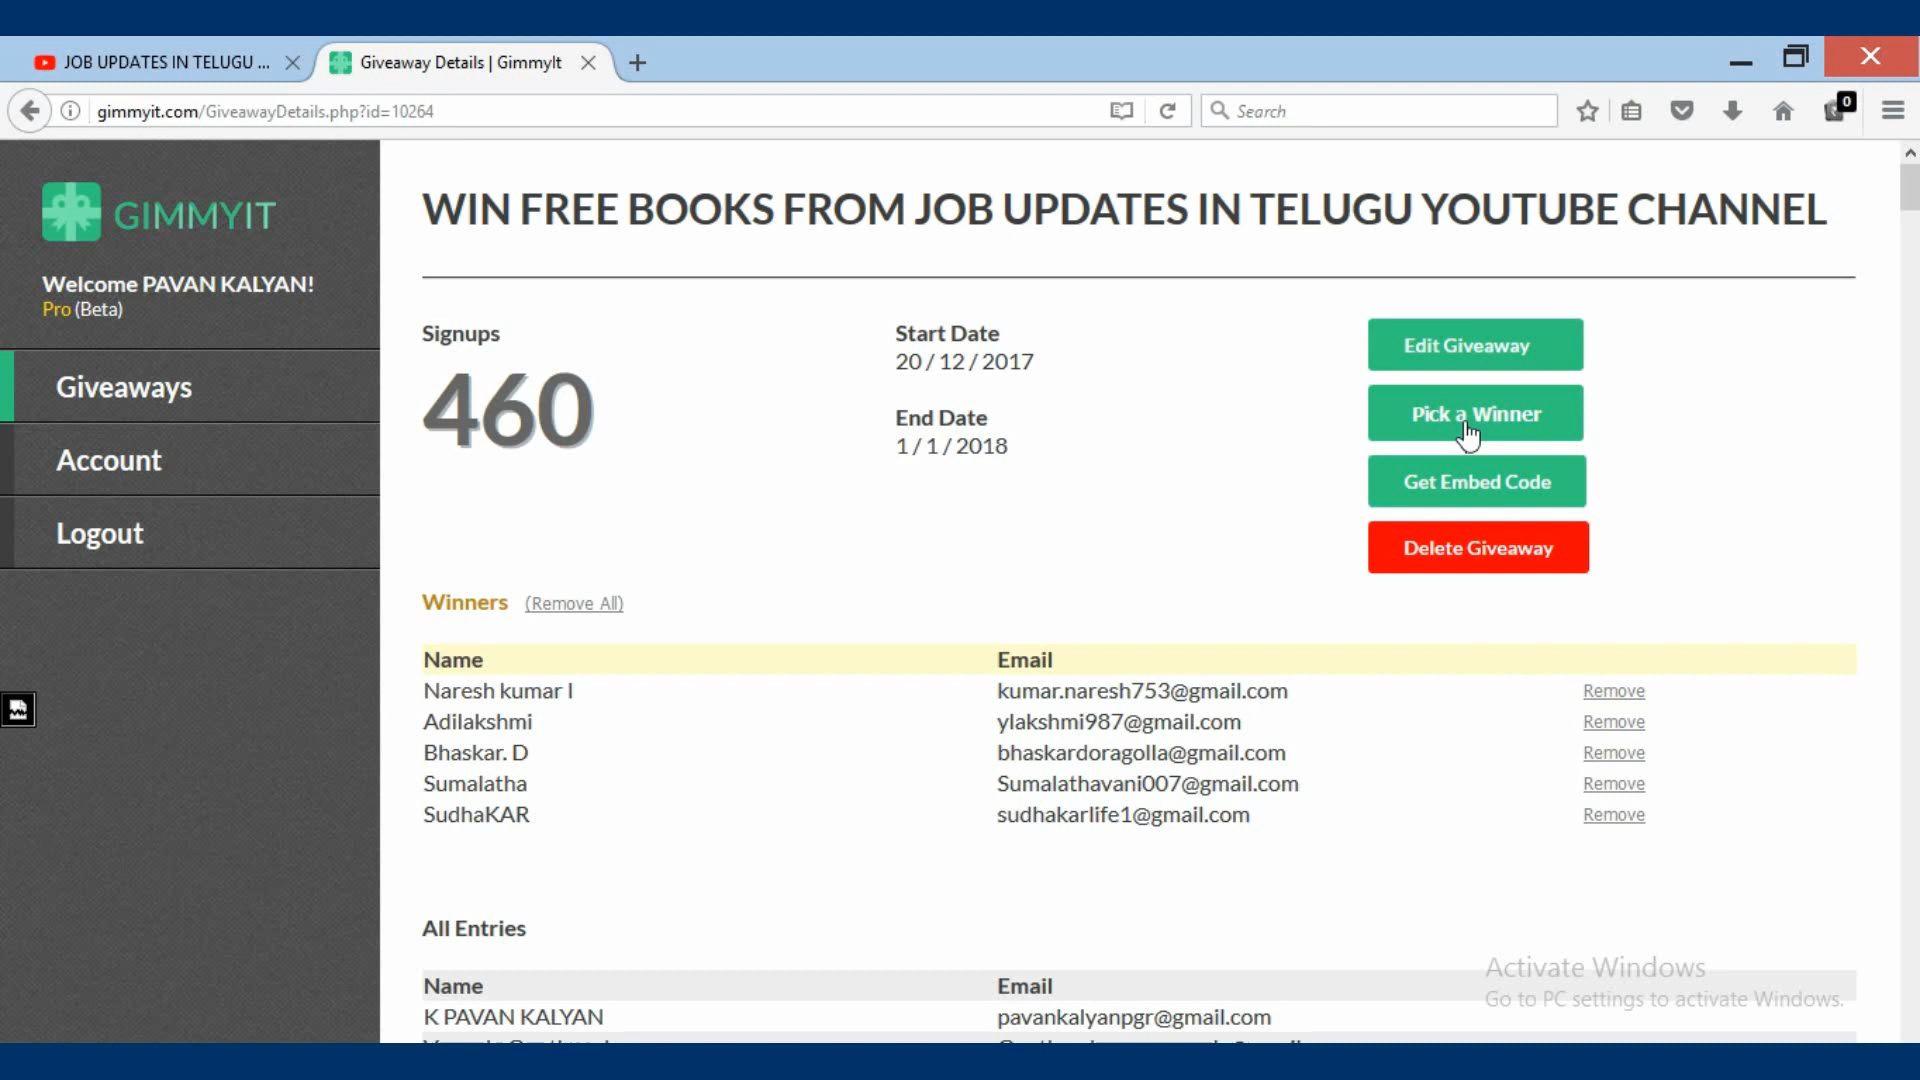 JOB UPDATES IN TELUGU ...
Giveaway Details | GimmyIt
gimmyit.com/GiveawayDetails.php?id=10264
Search
0
GIMMYIT
Welcome PAVAN KALYAN!
Pro (Beta)
Giveaways
Account
Logout
WIN FREE BOOKS FROM JOB UPDATES IN TELUGU YOUTUBE CHANNEL
Signups
460
Start Date
20 / 12 / 2017
End Date
1 / 1 / 2018
Edit Giveaway
Pick a Winner
Get Embed Code
Delete Giveaway
Winners (Remove All)
Name Email
Naresh kumar l kumar.naresh753@gmail.com Remove
Adilakshmi ylakshmi987@gmail.com Remove
Bhaskar. D bhaskardoragolla@gmail.com Remove
Sumalatha Sumalathavani007@gmail.com Remove
SudhaKAR sudhakarlife1@gmail.com Remove
All Entries
Name Email
K PAVAN KALYAN pavankalyanpgr@gmail.com
Activate Windows
Go to PC settings to activate Windows.